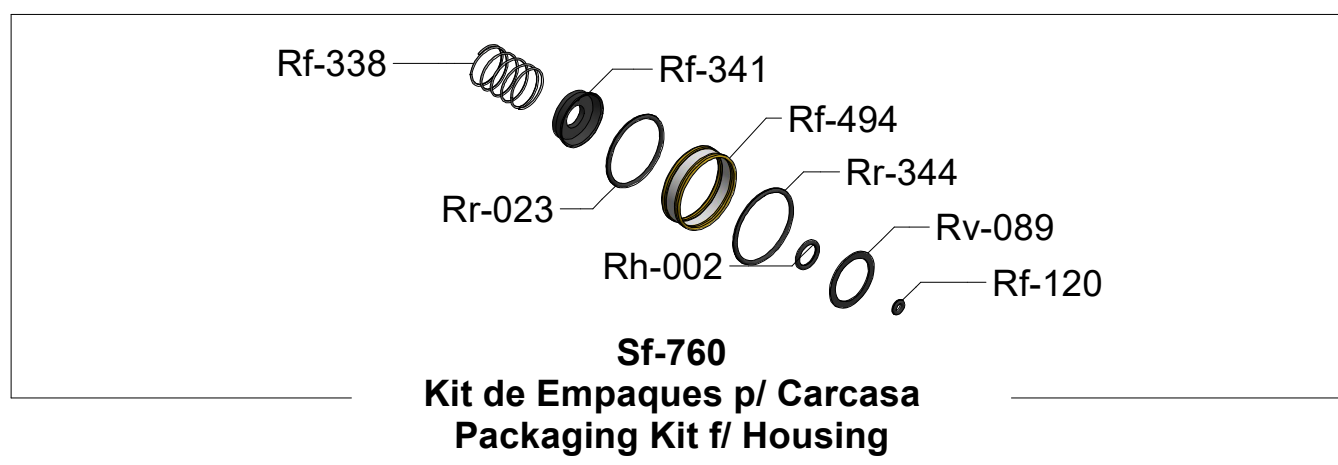 Rf-338
Rf-341
Rf-494
Rr-344
Rr-023
Rv-089
Rh-002
Rf-120
Sf-760
Kit de Empaques p/ Carcasa
Packaging Kit f/ Housing